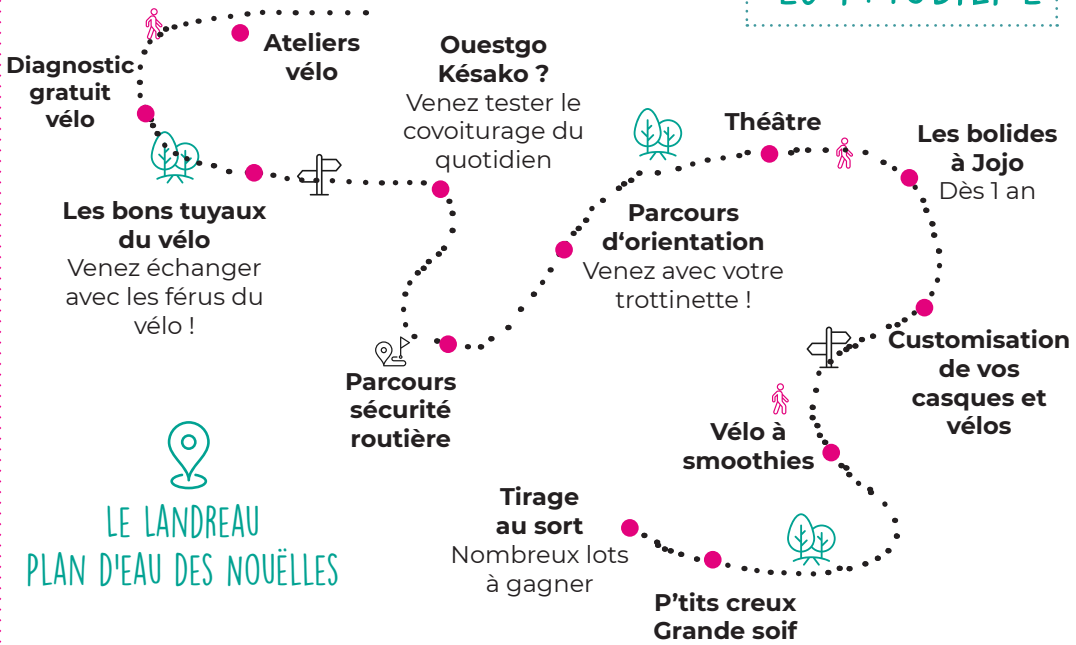 Ateliers
vélo
Diagnostic
gratuit
vélo
Les bons tuyaux
du vélo
Venez échanger
avec les férus du
vélo !
Ouestgo
Késako ?
Venez tester le
covoiturage du
quotidien
Parcours
sécurité
routière
Parcours
d‘orientation
Venez avec votre
trottinette !
Théâtre
Les bolides
à Jojo
Dès 1 an
Customisation
de vos
casques et
vélos
Vélo à
smoothies
P'tits creux
Grande soif
Tirage
au sort
Nombreux lots
à gagner
LE LANDREAU
PLAN D'EAU DES NOUËLLES